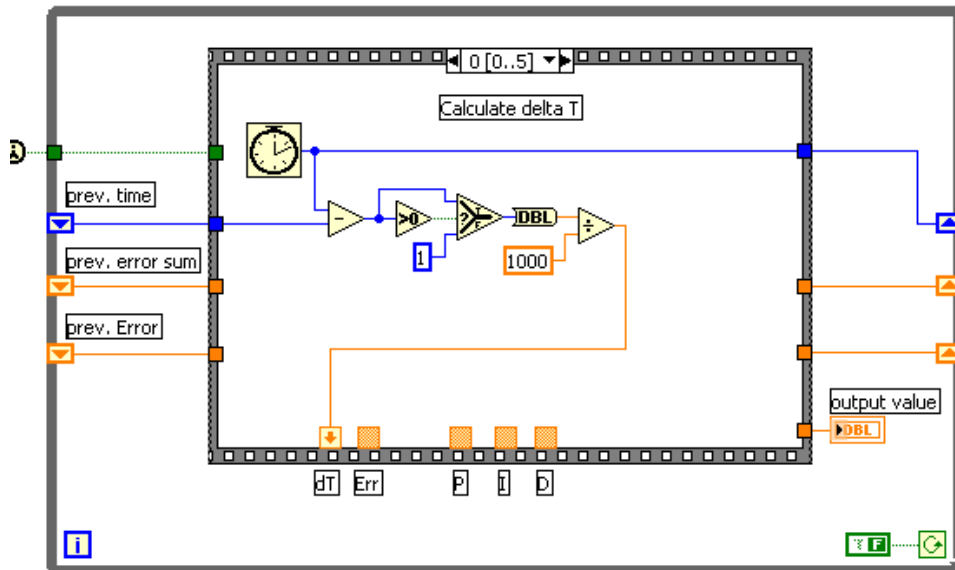 0 [0..5]
Calculate delta T
prev. time
- >0 ? DBL ÷
1
1000
prev. error sum
prev. Error
output value
DBL
dT Err P I D
i
F